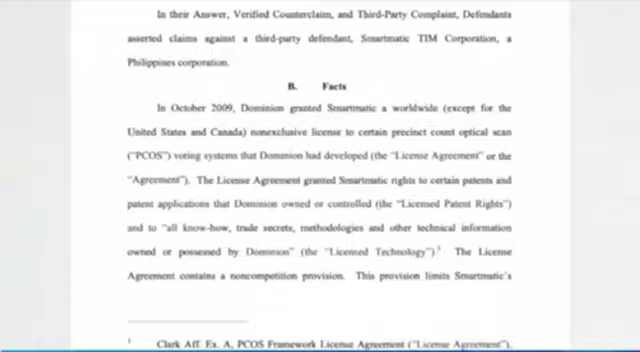 In their Answer, Verified Counterclaim, and Third-Party Complaint, Defendants
asserted claims against a third-party defendant, Smartmatic TIM Corporation, a
Philippines corporation.
B. Facts
In October 2009, Dominion granted Smartmatic a worldwide (except for the
United States and Canada) nonexclusive license to certain precinct count optical scan
("PCOS") voting systems that Dominion had developed (the "License Agreement" or the
"Agreement"). The License Agreement granted Smartmatic rights to certain patents and
patent applications that Dominion owned or controlled (the "Licensed Patent Rights")
and to "all know-how, trade secrets, methodologies and other technical information
owned or possessed by Dominion" (the "Licensed Technology").¹ The License
Agreement contains a noncompetition provision. This provision limits Smartmatic's
¹ Clark Aff. Ex. A, PCOS Framework License Agreement ("License Agreement"),